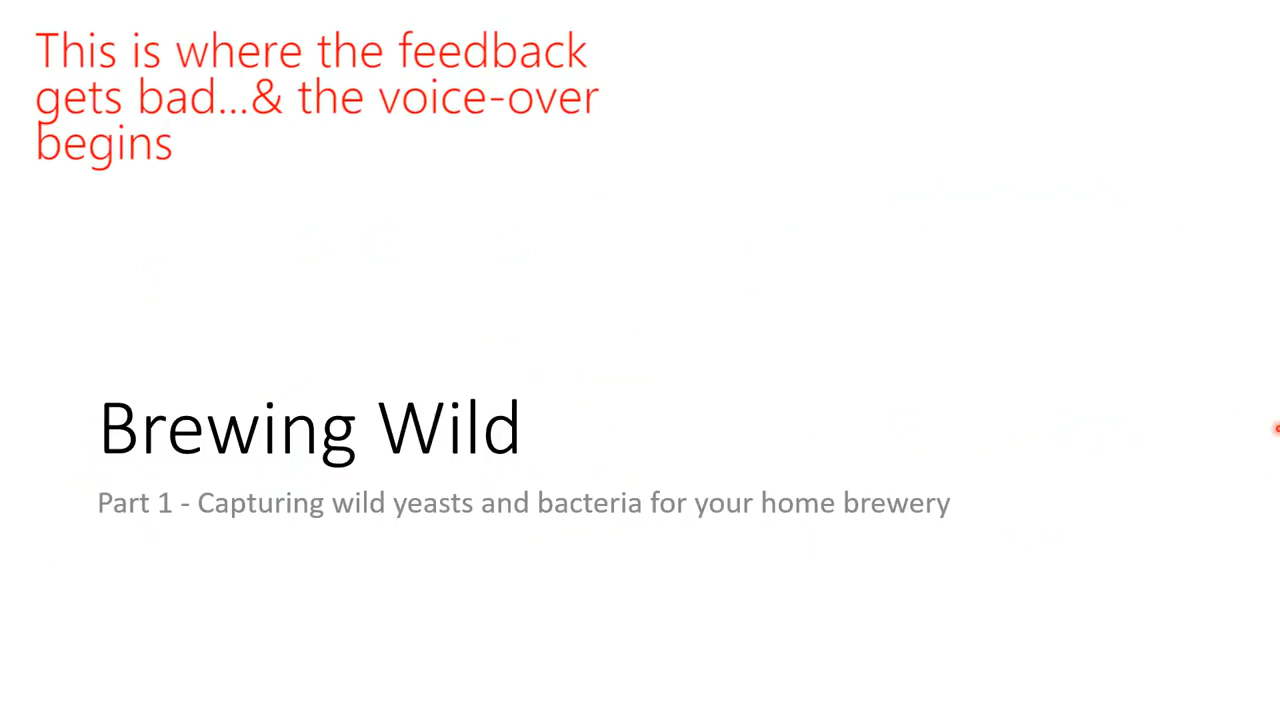 This is where the feedback
gets bad...& the voice-over
begins
Brewing Wild
Part 1 - Capturing wild yeasts and bacteria for your home brewery